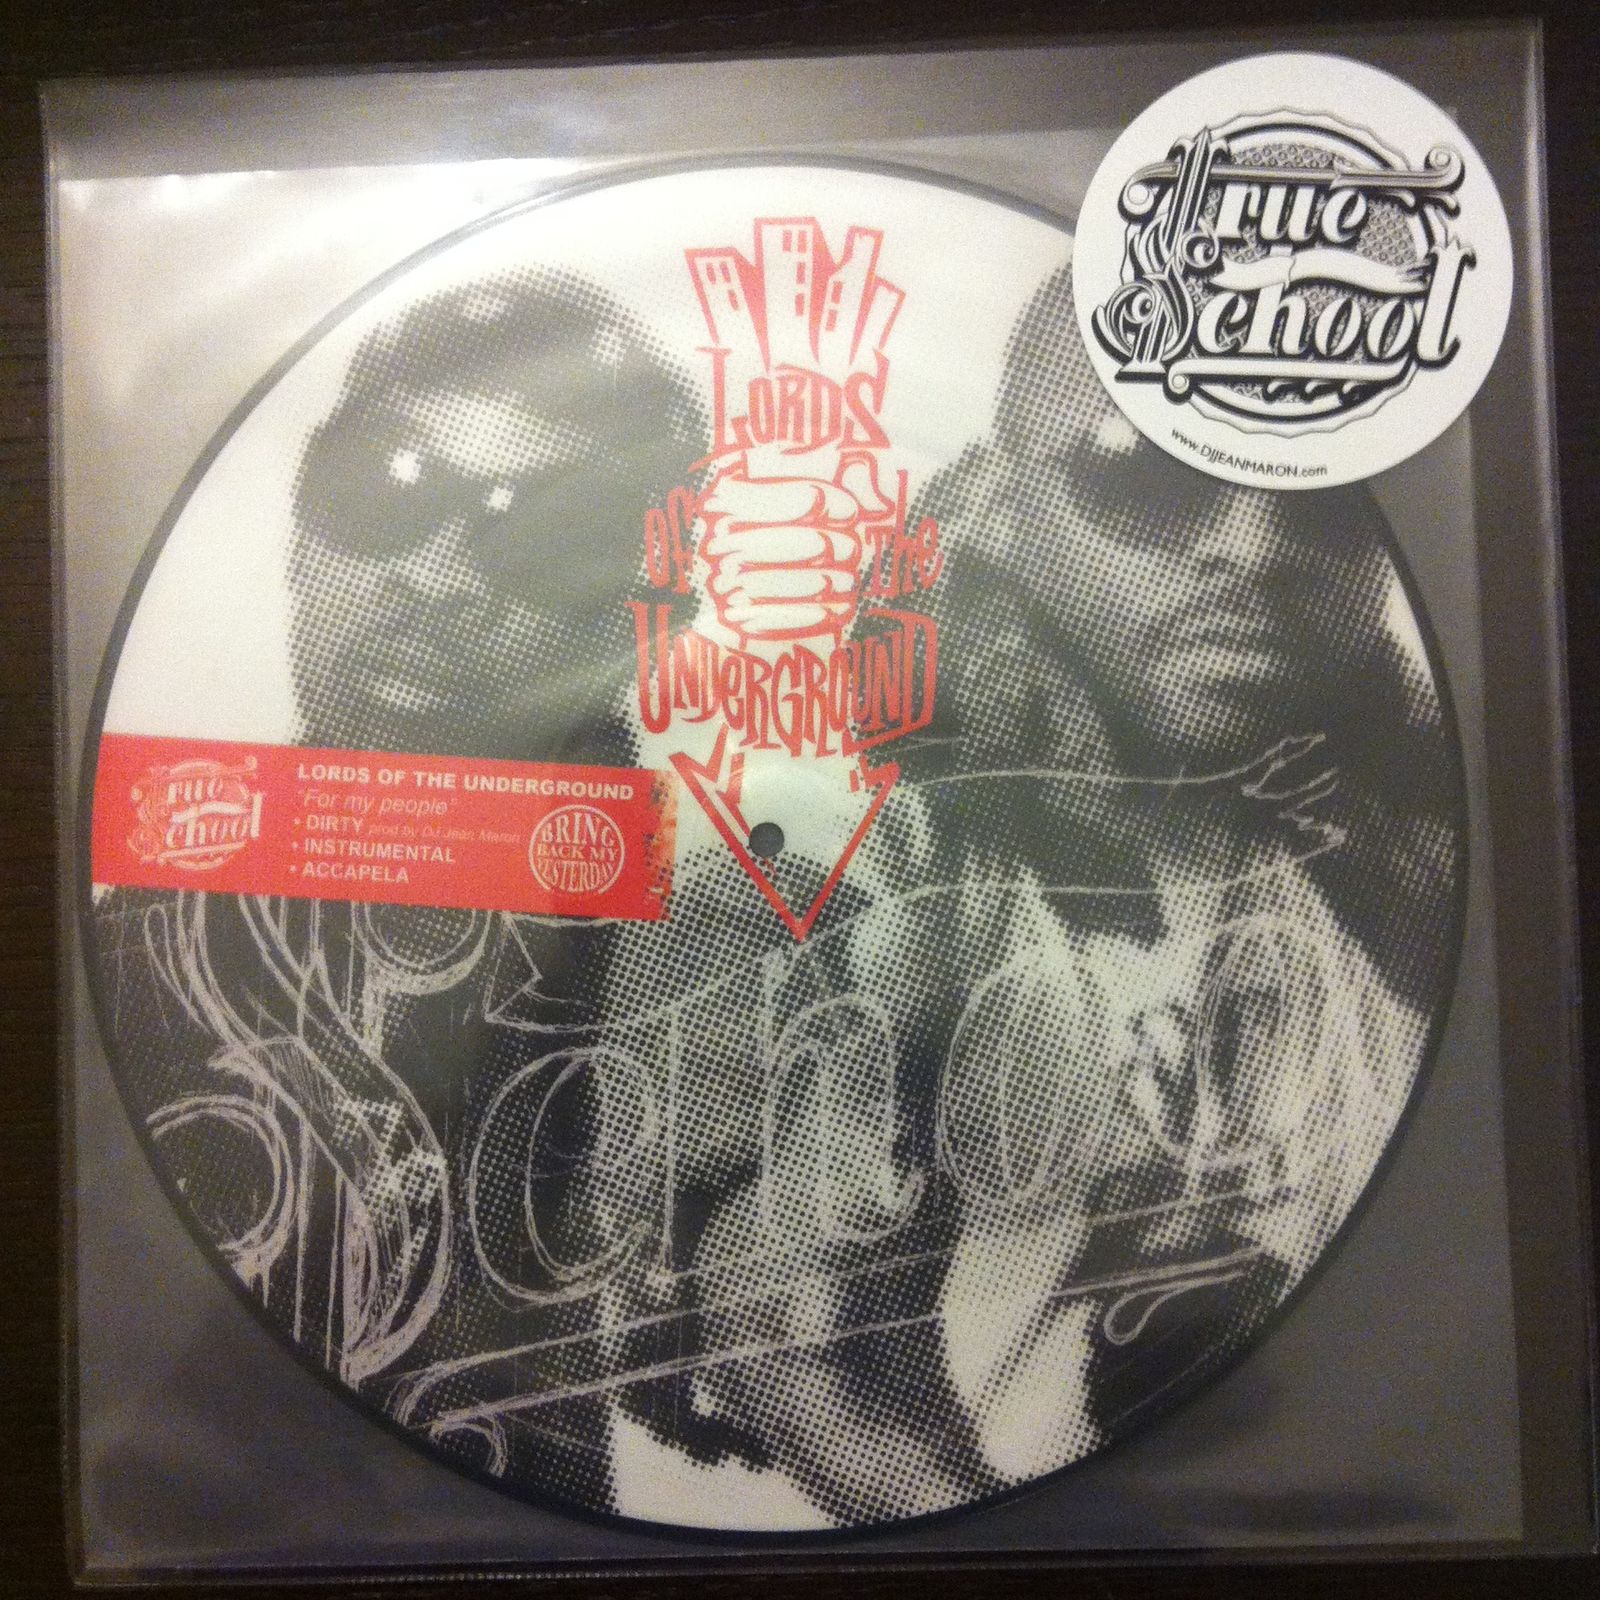 True
School
www.DJJEANMARON.com
LORDS
of the
UNDERGROUND
True
School
LORDS OF THE UNDERGROUND
"For my people"
• DIRTY prod by DJ Jean Maron
• INSTRUMENTAL
• ACCAPELA
BRING
BACK MY
YESTERDAY